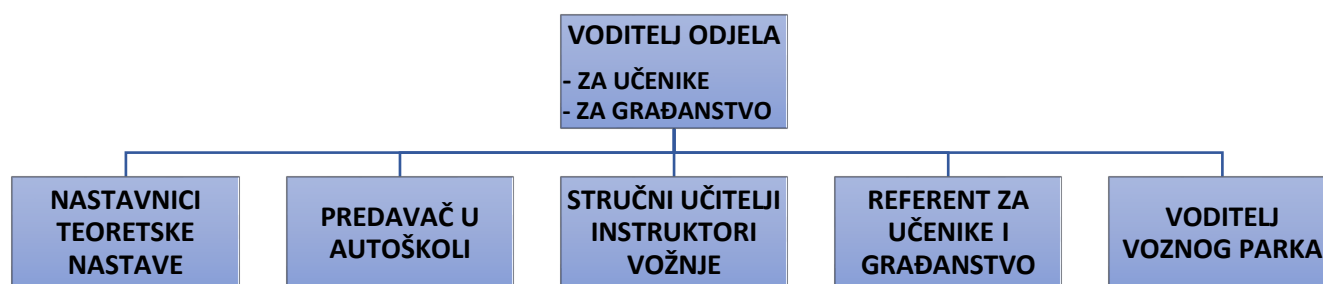 VODITELJ ODJELA
- ZA UČENIKE
- ZA GRAĐANSTVO
NASTAVNICI
TEORETSKE
NASTAVE
PREDAVAČ U
AUTOŠKOLI
STRUČNI UČITELJI
INSTRUKTORI
VOŽNJE
REFERENT ZA
UČENIKE I
GRAĐANSTVO
VODITELJ
VOZNOG PARKA